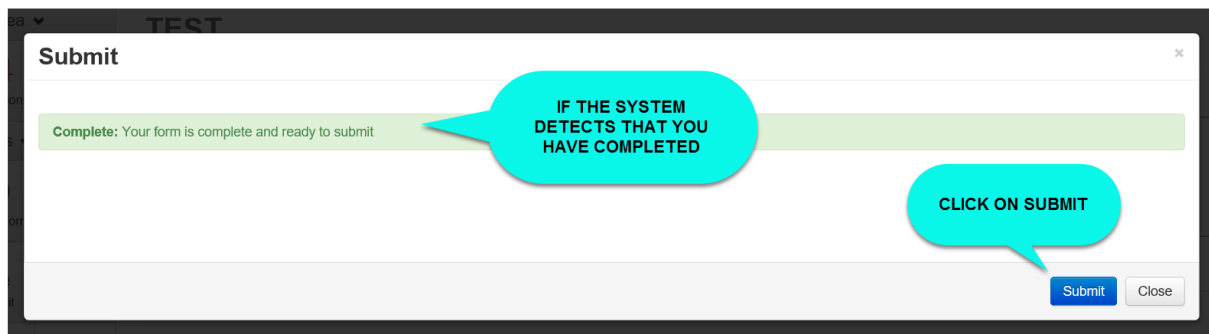 TEST
Submit
×
IF THE SYSTEM
DETECTS THAT YOU
HAVE COMPLETED
Complete: Your form is complete and ready to submit
CLICK ON SUBMIT
Submit
Close